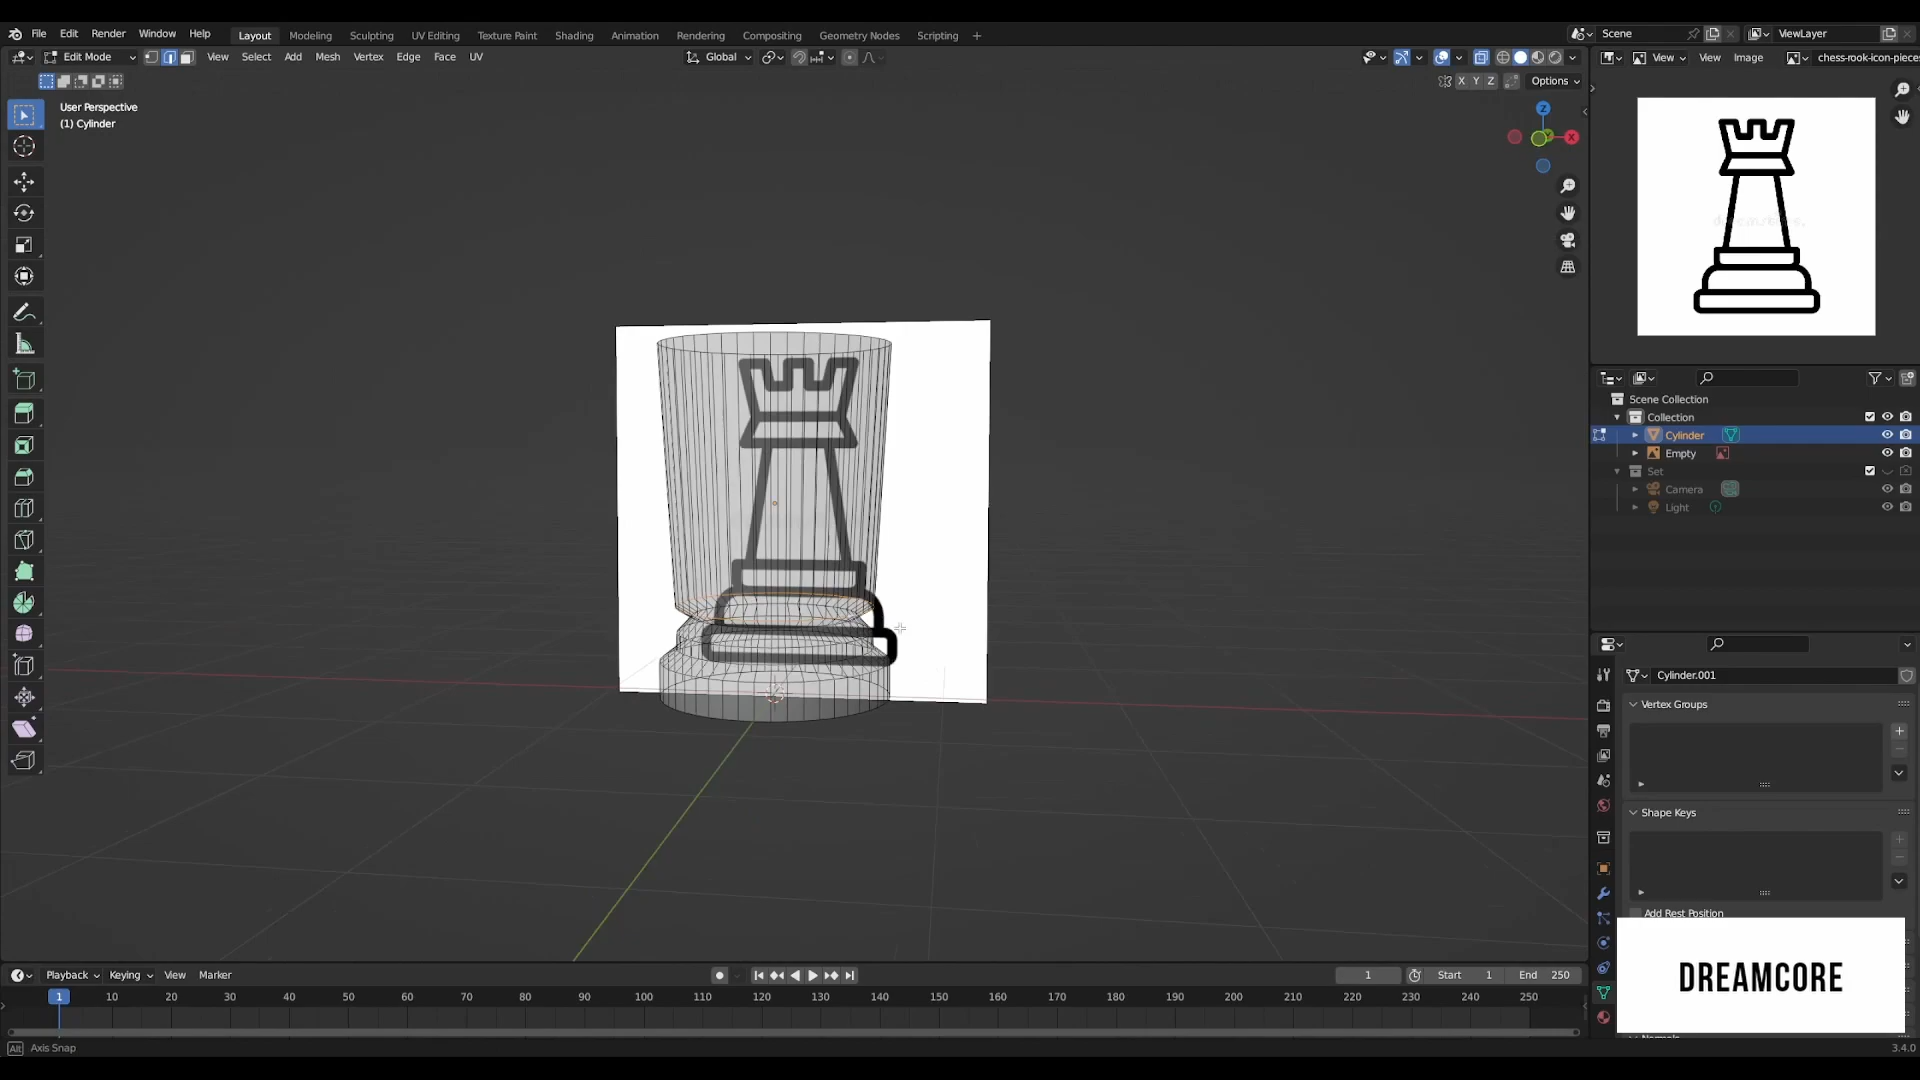 File Edit Render Window Help Layout Modeling Sculpting UV Editing Texture Paint Shading Animation Rendering Compositing Geometry Nodes Scripting + Scene ViewLayer
Edit Mode View Select Add Mesh Vertex Edge Face UV Global View View Image chess-rook-icon-pieces
X Y Z Options
User Perspective
(1) Cylinder
Z
X
Scene Collection
Collection
Cylinder
Empty
Set
Camera
Light
Cylinder.001
Vertex Groups
Shape Keys
Add Rest Position
DREAMCORE
Playback Keying View Marker 1 Start 1 End 250
1 10 20 30 40 50 60 70 80 90 100 110 120 130 140 150 160 170 180 190 200 210 220 230 240 250
Alt Axis Snap 3.4.0